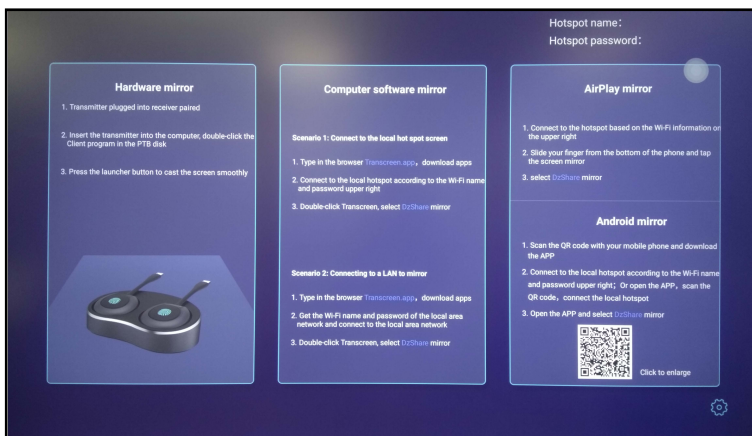 Hotspot name:
Hotspot password:
Hardware mirror
1. Transmitter plugged into receiver paired
2. Insert the transmitter into the computer, double-click the
Client program in the PTB disk
3. Press the launcher button to cast the screen smoothly
Computer software mirror
Scenario 1: Connect to the local hot spot screen
1. Type in the browser Transcreen.app, download apps
2. Connect to the local hotspot according to the Wi-Fi name
and password upper right
3. Double-click Transcreen, select DzShare mirror
Scenario 2: Connecting to a LAN to mirror
1. Type in the browser Transcreen.app, download apps
2. Get the Wi-Fi name and password of the local area
network and connect to the local area network
3. Double-click Transcreen, select DzShare mirror
AirPlay mirror
1. Connect to the hotspot based on the Wi-Fi information on
the upper right
2. Slide your finger from the bottom of the phone and tap
the screen mirror
3. select DzShare mirror
Android mirror
1. Scan the QR code with your mobile phone and download
the APP
2. Connect to the local hotspot according to the Wi-Fi name
and password upper right; Or open the APP, scan the
QR code, connect the local hotspot
3. Open the APP and select DzShare mirror
Click to enlarge